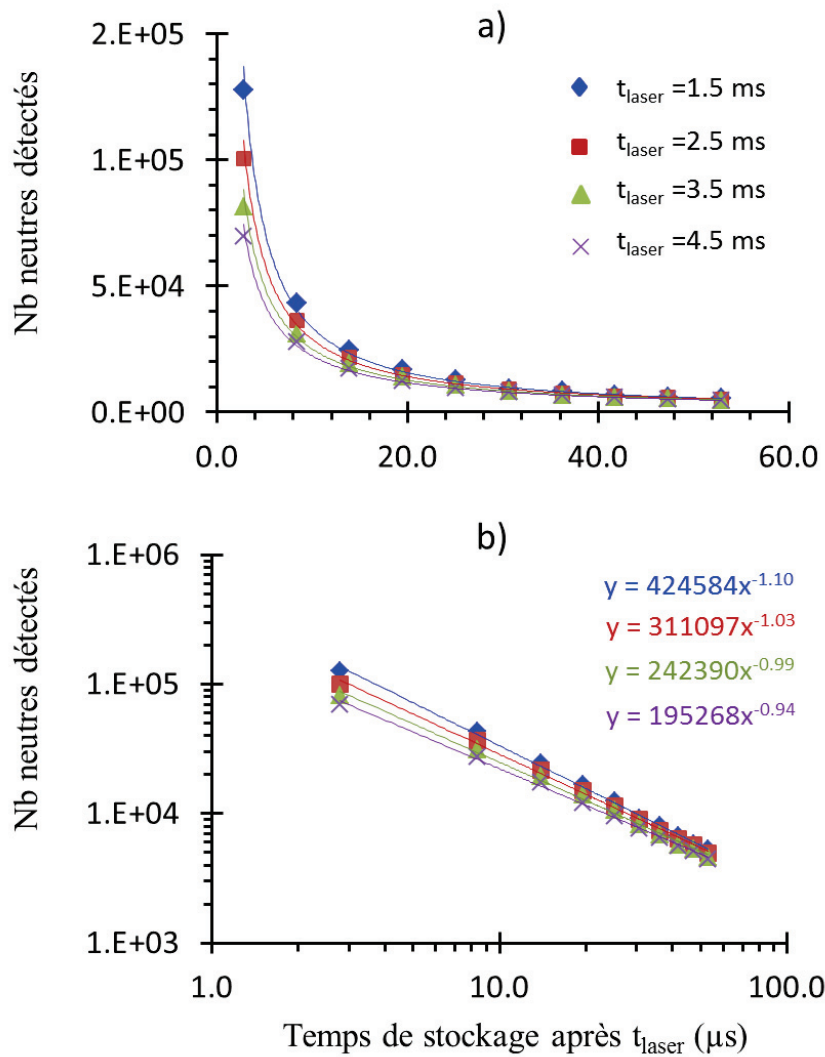 a)
2.E+05
1.E+05
5.E+04
0.E+00
Nb neutres détectés
t_laser =1.5 ms
t_laser =2.5 ms
t_laser =3.5 ms
t_laser =4.5 ms
0.0 20.0 40.0 60.0
b)
1.E+06
1.E+05
1.E+04
1.E+03
Nb neutres détectés
y = 424584x^-1.10
y = 311097x^-1.03
y = 242390x^-0.99
y = 195268x^-0.94
1.0 10.0 100.0
Temps de stockage après t_laser (µs)